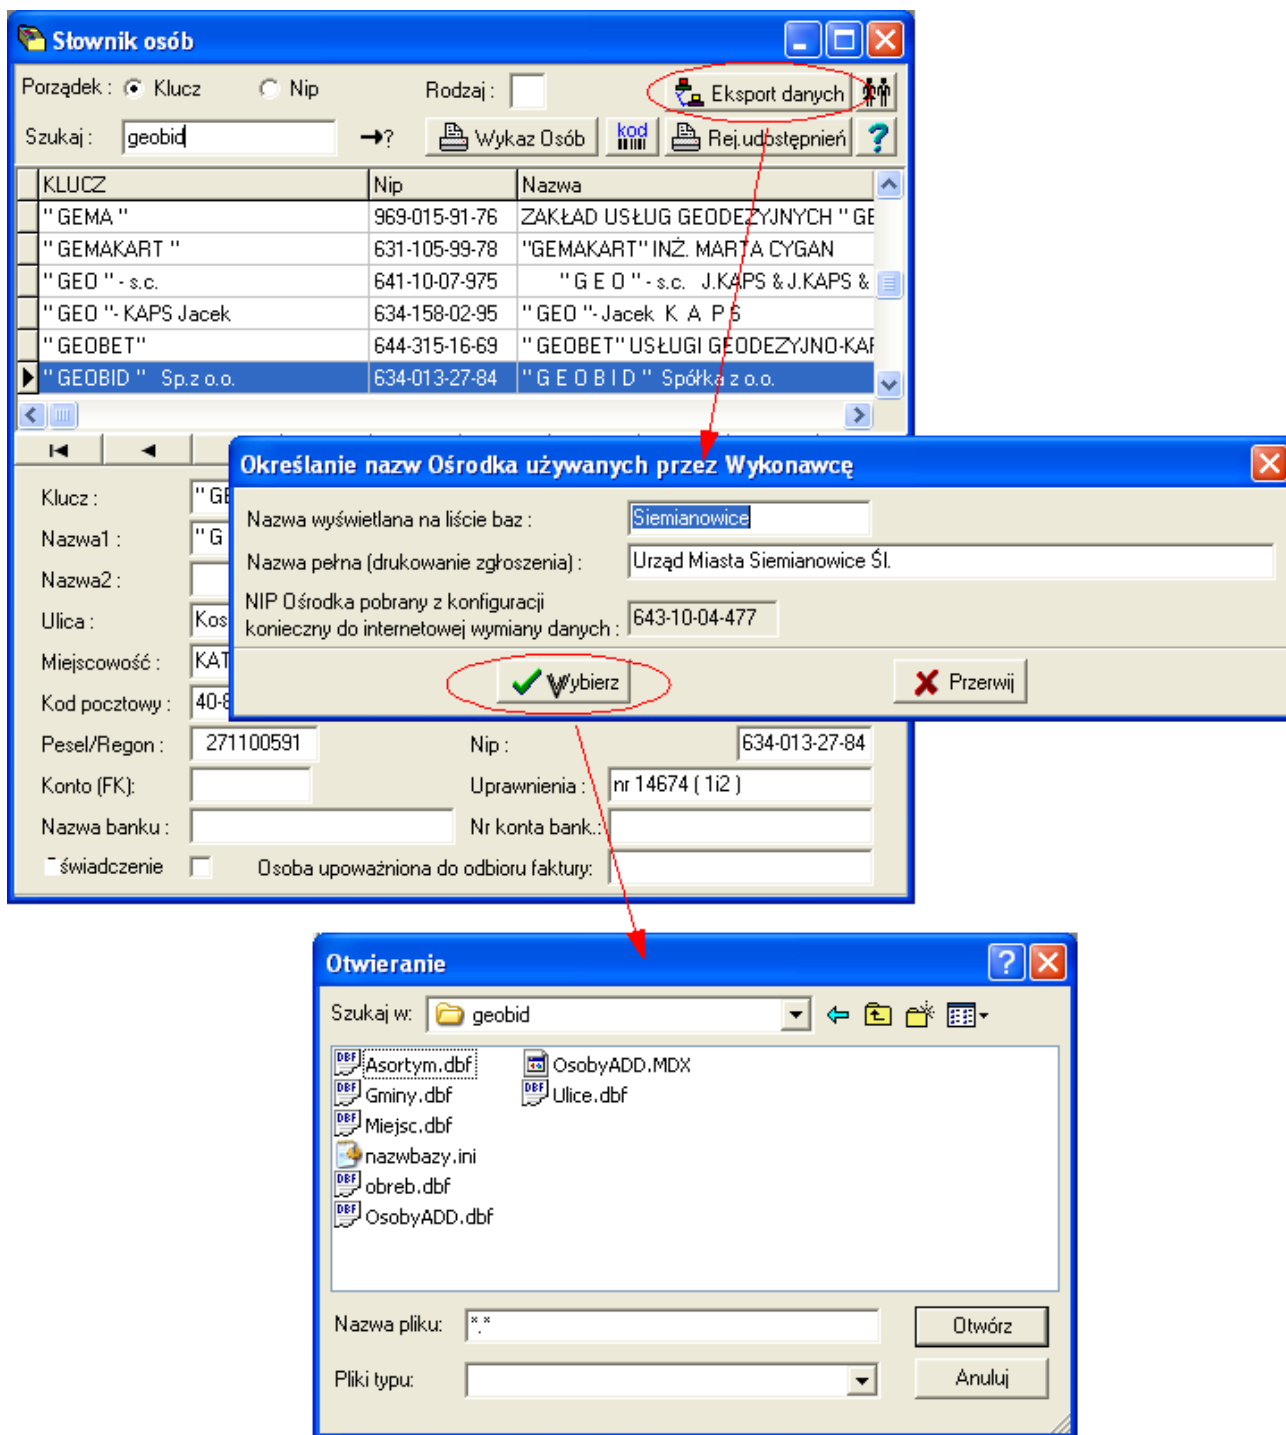 Słownik osób
Porządek : Klucz Nip Rodzaj : Eksport danych
Szukaj : geobid ? Wykaz Osób kod Rej.udostępnień ?
KLUCZ Nip Nazwa
" GEMA " 969-015-91-76 ZAKŁAD USŁUG GEODEZYJNYCH " GE
" GEMAKART " 631-105-99-78 "GEMAKART" INŻ. MARTA CYGAN
" GEO " - s.c. 641-10-07-975 " G E O " - s.c. J.KAPS & J.KAPS &
" GEO "- KAPS Jacek 634-158-02-95 " GEO "- Jacek K A P S
" GEOBET" 644-315-16-69 " GEOBET" USŁUGI GEODEZYJNO-KAR
" GEOBID " Sp.z o.o. 634-013-27-84 " G E O B I D " Spółka z o.o.
Określanie nazw Ośrodka używanych przez Wykonawcę
Nazwa wyświetlana na liście baz : Siemianowice
Nazwa pełna (drukowanie zgłoszenia) : Urząd Miasta Siemianowice Śl.
NIP Ośrodka pobrany z konfiguracji
konieczny do internetowej wymiany danych : 643-10-04-477
Wybierz Przerwij
Klucz : " GE
Nazwa1 : " G
Nazwa2 :
Ulica : Kos
Miejscowość : KAT
Kod pocztowy : 40-8
Pesel/Regon : 271100591 Nip : 634-013-27-84
Konto (FK): Uprawnienia : nr 14674 ( 1i2 )
Nazwa banku : Nr konta bank.:
świadczenie Osoba upoważniona do odbioru faktury:
Otwieranie
Szukaj w: geobid
Asortym.dbf OsobyADD.MDX
Gminy.dbf Ulice.dbf
Miejsc.dbf
nazwbazy.ini
obreb.dbf
OsobyADD.dbf
Nazwa pliku: *.* Otwórz
Pliki typu: Anuluj